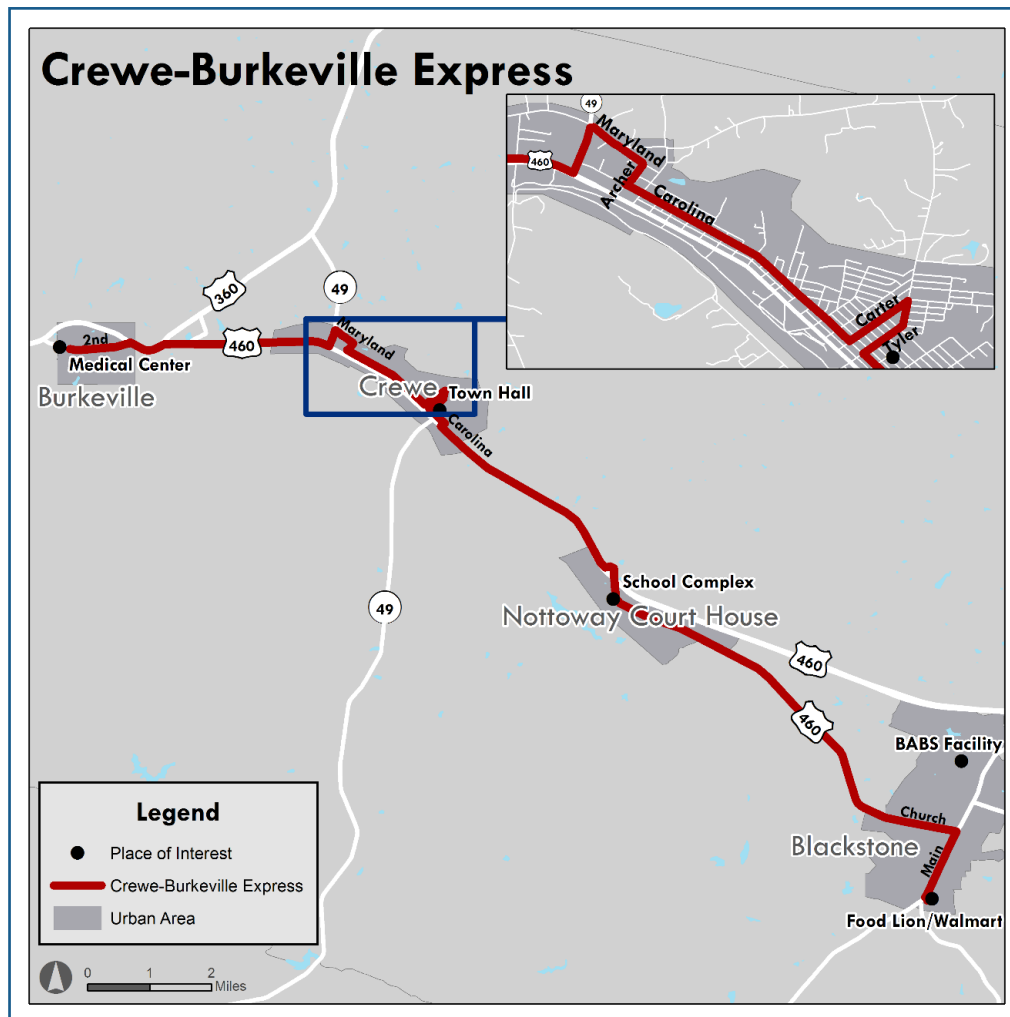 Crewe-Burkeville Express
49
Maryland
460
Archer
Carolina
Carter
Tyler
360
49
2nd
460
Maryland
Medical Center
Burkeville
Crewe
Town Hall
Carolina
49
School Complex
Nottoway Court House
460
460
BABS Facility
Church
Blackstone
Main
Food Lion/Walmart
Legend
Place of Interest
Crewe-Burkeville Express
Urban Area
0 1 2
Miles